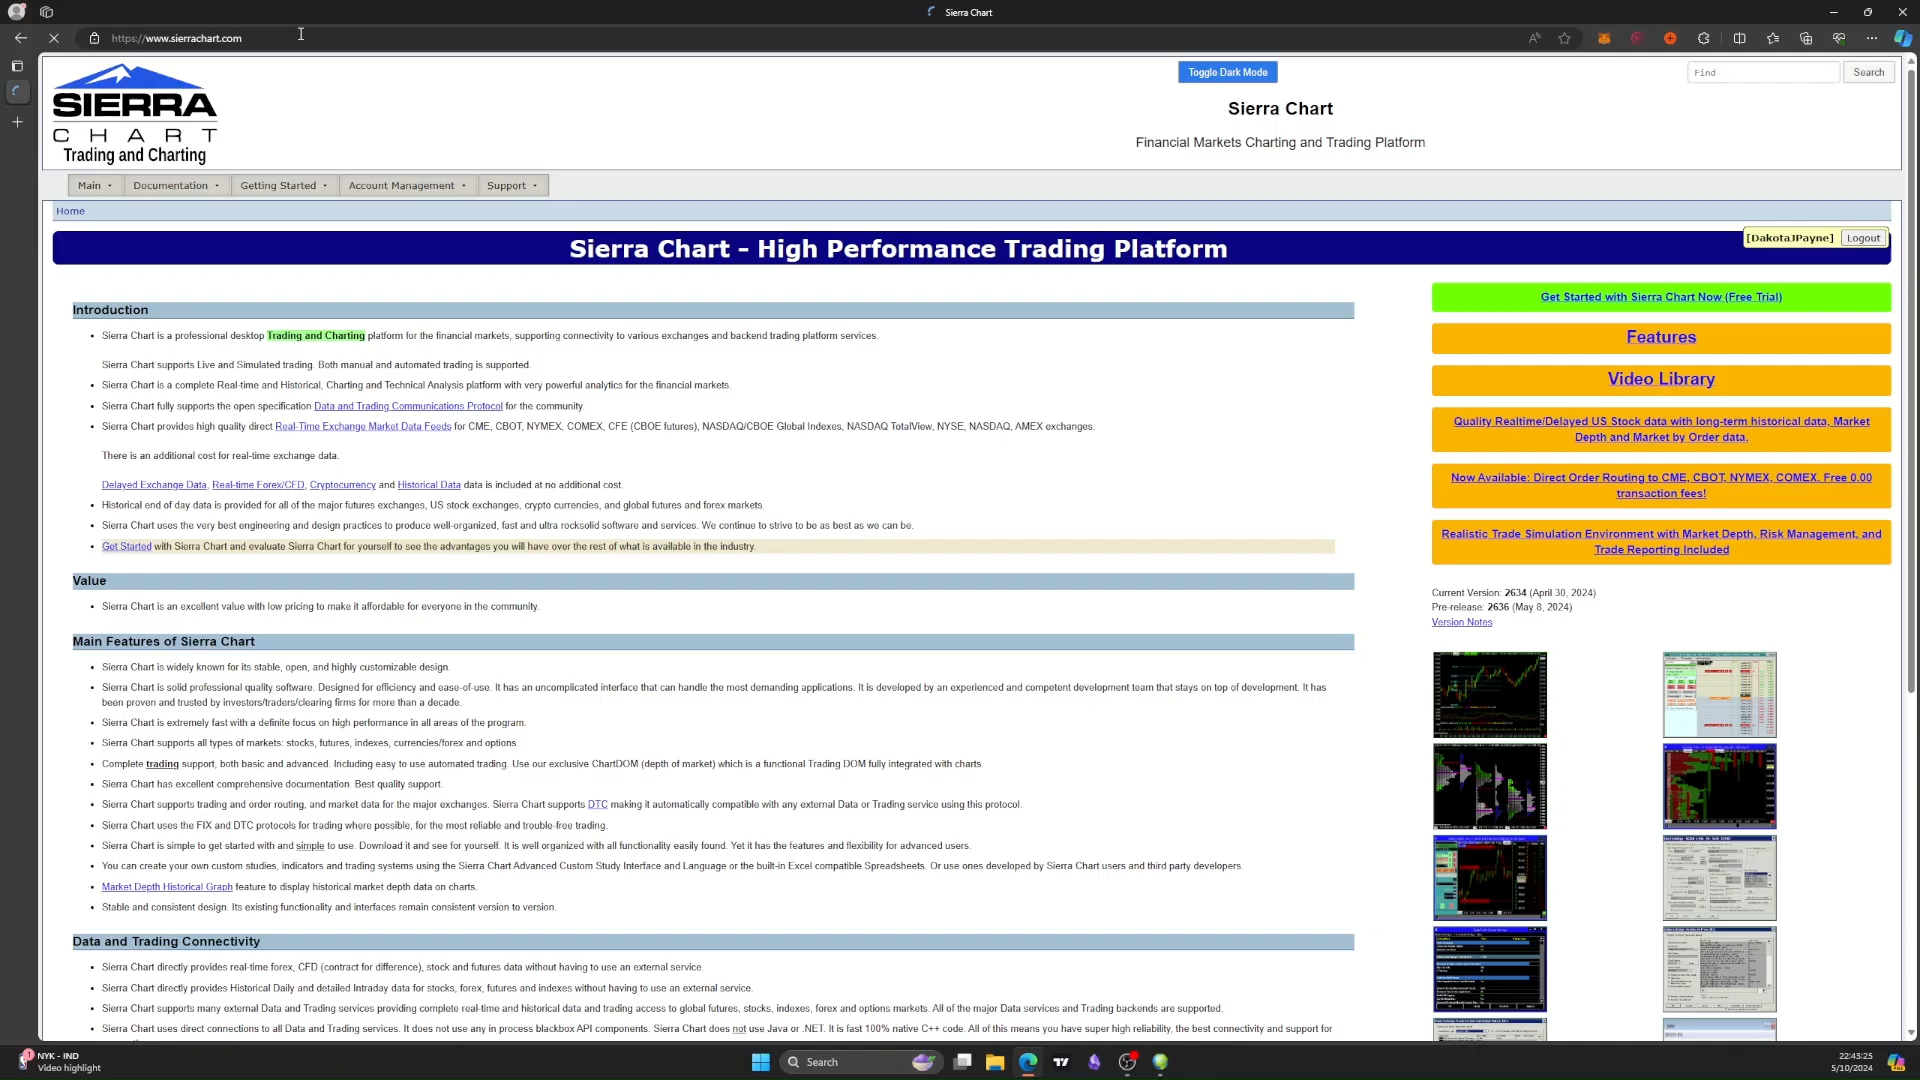 Sierra Chart
https://www.sierrachart.com
SIERRA
CHART
Trading and Charting
Toggle Dark Mode
Find
Search
Sierra Chart
Financial Markets Charting and Trading Platform
Main
Documentation
Getting Started
Account Management
Support
Home
Sierra Chart - High Performance Trading Platform
[DakotaJPayne]
Logout
Introduction
Sierra Chart is a professional desktop Trading and Charting platform for the financial markets, supporting connectivity to various exchanges and backend trading platform services.
Sierra Chart supports Live and Simulated trading. Both manual and automated trading is supported.
Sierra Chart is a complete Real-time and Historical, Charting and Technical Analysis platform with very powerful analytics for the financial markets.
Sierra Chart fully supports the open specification Data and Trading Communications Protocol for the community.
Sierra Chart provides high quality direct Real-Time Exchange Market Data Feeds for CME, CBOT, NYMEX, COMEX, CFE (CBOE futures), NASDAQ/CBOE Global Indexes, NASDAQ TotalView, NYSE, NASDAQ, AMEX exchanges.
There is an additional cost for real-time exchange data.
Delayed Exchange Data, Real-time Forex/CFD, Cryptocurrency and Historical Data data is included at no additional cost.
Historical end of day data is provided for all of the major futures exchanges, US stock exchanges, crypto currencies, and global futures and forex markets.
Sierra Chart uses the very best engineering and design practices to produce well-organized, fast and ultra rocksolid software and services. We continue to strive to be as best as we can be.
Get Started with Sierra Chart and evaluate Sierra Chart for yourself to see the advantages you will have over the rest of what is available in the industry.
Value
Sierra Chart is an excellent value with low pricing to make it affordable for everyone in the community.
Main Features of Sierra Chart
Sierra Chart is widely known for its stable, open, and highly customizable design.
Sierra Chart is solid professional quality software. Designed for efficiency and ease-of-use. It has an uncomplicated interface that can handle the most demanding applications. It is developed by an experienced and competent development team that stays on top of development. It has
been proven and trusted by investors/traders/clearing firms for more than a decade.
Sierra Chart is extremely fast with a definite focus on high performance in all areas of the program.
Sierra Chart supports all types of markets: stocks, futures, indexes, currencies/forex and options.
Complete trading support, both basic and advanced. Including easy to use automated trading. Use our exclusive ChartDOM (depth of market) which is a functional Trading DOM fully integrated with charts.
Sierra Chart has excellent comprehensive documentation. Best quality support.
Sierra Chart supports trading and order routing, and market data for the major exchanges. Sierra Chart supports DTC making it automatically compatible with any external Data or Trading service using this protocol.
Sierra Chart uses the FIX and DTC protocols for trading where possible, for the most reliable and trouble-free trading.
Sierra Chart is simple to get started with and simple to use. Download it and see for yourself. It is well organized with all functionality easily found. Yet it has the features and flexibility for advanced users.
You can create your own custom studies, indicators and trading systems using the Sierra Chart Advanced Custom Study Interface and Language or the built-in Excel compatible Spreadsheets. Or use ones developed by Sierra Chart users and third party developers.
Market Depth Historical Graph feature to display historical market depth data on charts.
Stable and consistent design. Its existing functionality and interfaces remain consistent version to version.
Data and Trading Connectivity
Sierra Chart directly provides real-time forex, CFD (contract for difference), stock and futures data without having to use an external service.
Sierra Chart directly provides Historical Daily and detailed Intraday data for stocks, forex, futures and indexes without having to use an external service.
Sierra Chart supports many external Data and Trading services providing complete real-time and historical data and trading access to global futures, stocks, indexes, forex and options markets. All of the major Data services and Trading backends are supported.
Sierra Chart uses direct connections to all Data and Trading services. It does not use any in process blackbox API components. Sierra Chart does not use Java or .NET. It is fast 100% native C++ code. All of this means you have super high reliability, the best connectivity and support for
Get Started with Sierra Chart Now (Free Trial)
Features
Video Library
Quality Realtime/Delayed US Stock data with long-term historical data, Market
Depth and Market by Order data.
Now Available: Direct Order Routing to CME, CBOT, NYMEX, COMEX. Free 0.00
transaction fees!
Realistic Trade Simulation Environment with Market Depth, Risk Management, and
Trade Reporting Included
Current Version: 2634 (April 30, 2024)
Pre-release: 2636 (May 8, 2024)
Version Notes
1
NYK - IND
Video highlight
Search
22:43:25
5/10/2024